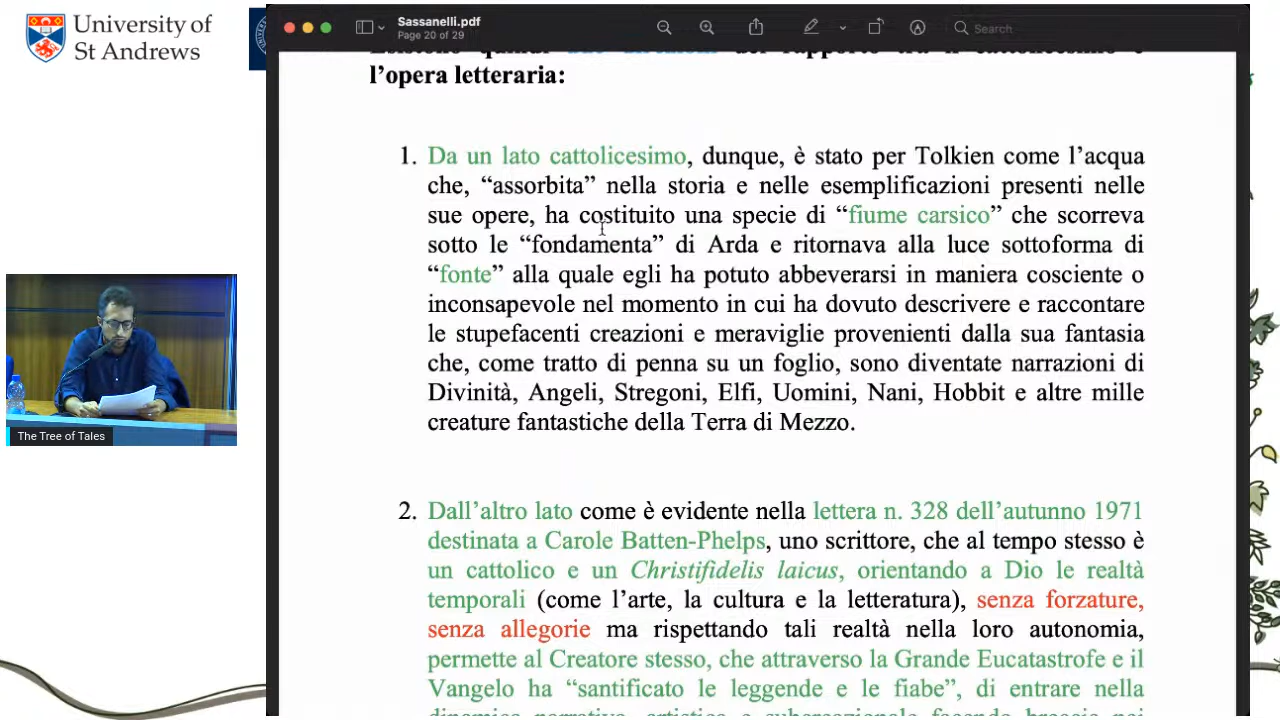 University of
St Andrews
Sassanelli.pdf
Page 20 of 29
Search
l’opera letteraria:
1. Da un lato cattolicesimo, dunque, è stato per Tolkien come l’acqua
che, “assorbita” nella storia e nelle esemplificazioni presenti nelle
sue opere, ha costituito una specie di “fiume carsico” che scorreva
sotto le “fondamenta” di Arda e ritornava alla luce sottoforma di
“fonte” alla quale egli ha potuto abbeverarsi in maniera cosciente o
inconsapevole nel momento in cui ha dovuto descrivere e raccontare
le stupefacenti creazioni e meraviglie provenienti dalla sua fantasia
che, come tratto di penna su un foglio, sono diventate narrazioni di
Divinità, Angeli, Stregoni, Elfi, Uomini, Nani, Hobbit e altre mille
creature fantastiche della Terra di Mezzo.
2. Dall’altro lato come è evidente nella lettera n. 328 dell’autunno 1971
destinata a Carole Batten-Phelps, uno scrittore, che al tempo stesso è
un cattolico e un Christifidelis laicus, orientando a Dio le realtà
temporali (come l’arte, la cultura e la letteratura), senza forzature,
senza allegorie ma rispettando tali realtà nella loro autonomia,
permette al Creatore stesso, che attraverso la Grande Eucatastrofe e il
Vangelo ha “santificato le leggende e le fiabe”, di entrare nella
The Tree of Tales